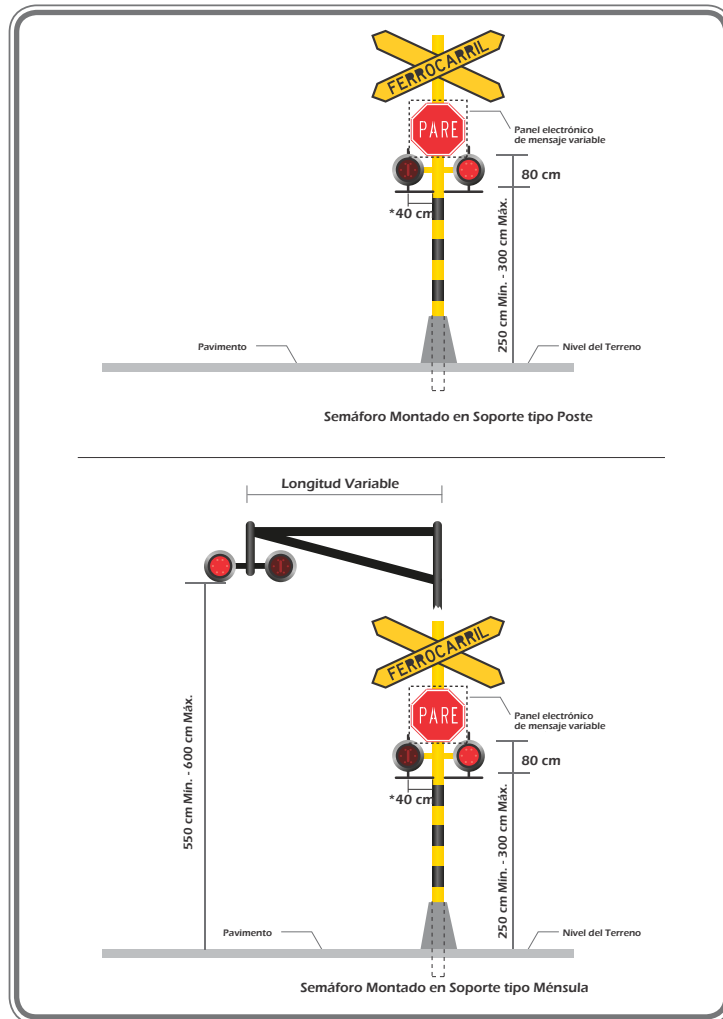 FERROCARRIL
PARE
Panel electrónico
de mensaje variable
80 cm
*40 cm
250 cm Mín. - 300 cm Máx.
Pavimento
Nivel del Terreno
Semáforo Montado en Soporte tipo Poste
Longitud Variable
FERROCARRIL
PARE
Panel electrónico
de mensaje variable
80 cm
*40 cm
550 cm Mín. - 600 cm Máx.
250 cm Mín. - 300 cm Máx.
Pavimento
Nivel del Terreno
Semáforo Montado en Soporte tipo Ménsula